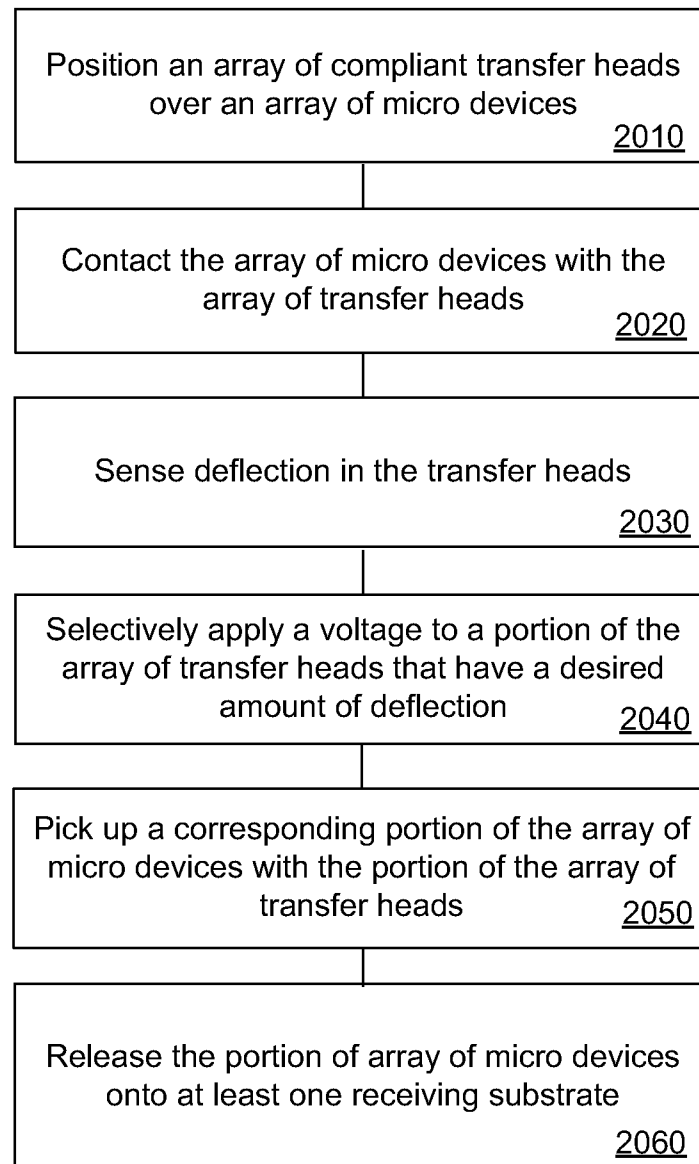 Position an array of compliant transfer heads
over an array of micro devices
2010
Contact the array of micro devices with the
array of transfer heads
2020
Sense deflection in the transfer heads
2030
Selectively apply a voltage to a portion of the
array of transfer heads that have a desired
amount of deflection
2040
Pick up a corresponding portion of the array of
micro devices with the portion of the array of
transfer heads
2050
Release the portion of array of micro devices
onto at least one receiving substrate
2060